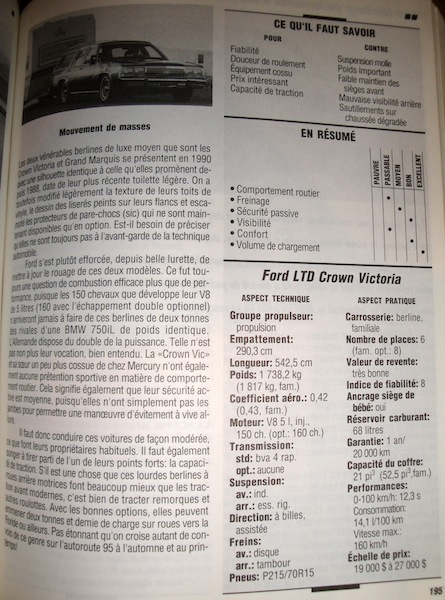 Mouvement de masses
Les deux vénérables berlines de luxe moyen que sont les
Crown Victoria et Grand Marquis se présentent en 1990
avec une silhouette identique à celle qu'elles promènent de-
puis 1988, date de leur plus récente toilette légère. On a
toutefois modifié légèrement la texture de leurs toits de
vinyle, le dessin des liserés peints sur leurs flancs et esca-
moté les protecteurs de pare-chocs (sic) qui ne sont main-
tenant disponibles qu'en option. Est-il besoin de préciser
qu'elles ne sont toujours pas à l'avant-garde de la technique
automobile.
Ford s'est plutôt efforcée, depuis belle lurette, de
mettre à jour le rouage de ces deux modèles. Ce fut tou-
jours une question de combustion efficace plus que de per-
formance, puisque les 150 chevaux que développe leur V8
de 5 litres (160 avec l'échappement double optionnel)
n'arriveront jamais à faire de ces berlines de deux tonnes
des rivales d'une BMW 750iL de poids identique.
L'Allemande dispose du double de la puissance. Telle n'est
pas non plus leur vocation, bien entendu. La «Crown Vic»
et sa sœur un peu plus cossue de chez Mercury n'ont égale-
ment aucune prétention sportive en matière de comporte-
ment routier. Cela signifie également que leur sécurité ac-
tive est moyenne, puisqu'elles n'ont simplement pas les
jambes pour permettre une manœuvre d'évitement à vive al-
lure.
Il faut donc conduire ces voitures de façon modérée,
ce que font leurs propriétaires habituels. Il faut également
songer à tirer parti de l'un de leurs points forts: la capaci-
té de traction. S'il est une chose que ces lourdes berlines à
roues arrière motrices font beaucoup mieux que les trac-
tion avant modernes, c'est bien de tracter remorques et
autres roulottes. Avec les bonnes options, elles peuvent
emmener deux tonnes et demie de charge sur roues vers la
Floride ou ailleurs. Pas étonnant qu'on croise autant de con-
vois de ce genre sur l'autoroute 95 à l'automne et au prin-
temps!
CE QU'IL FAUT SAVOIR
POUR
Fiabilité
Douceur de roulement
Équipement cossu
Prix intéressant
Capacité de traction
CONTRE
Suspension molle
Poids important
Faible maintien des
sièges avant
Mauvaise visibilité arrière
Sautillements sur
chaussée dégradée
EN RÉSUMÉ
PAUVRE
PASSABLE
MOYEN
BON
EXCELLENT
• Comportement routier
• Freinage
• Sécurité passive
• Visibilité
• Confort
• Volume de chargement
Ford LTD Crown Victoria
ASPECT TECHNIQUE
Groupe propulseur:
propulsion
Empattement:
290,3 cm
Longueur: 542,5 cm
Poids: 1 738,2 kg
(1 817 kg, fam.)
Coefficient aéro.: 0,42
(0,43, fam.)
Moteur: V8 5 l, inj.,
150 ch. (opt.: 160 ch.)
Transmission:
std: bva 4 rap.
opt.: aucune
Suspension:
av.: ind.
arr.: ess. rig.
Direction: à billes,
assistée
Freins:
av.: disque
arr.: tambour
Pneus: P215/70R15
ASPECT PRATIQUE
Carrosserie: berline,
familiale
Nombre de places: 6
(fam. opt.: 8)
Valeur de revente:
très bonne
Indice de fiabilité: 8
Ancrage siège de
bébé: oui
Réservoir carburant:
68 litres
Garantie: 1 an/
20 000 km
Capacité du coffre:
21 pi³ (52,5 pi³,fam.)
Performances:
0-100 km/h: 12,3 s
Consommation:
14,1 l/100 km
Vitesse max.:
160 km/h
Échelle de prix:
19 000 $ à 27 000 $
195